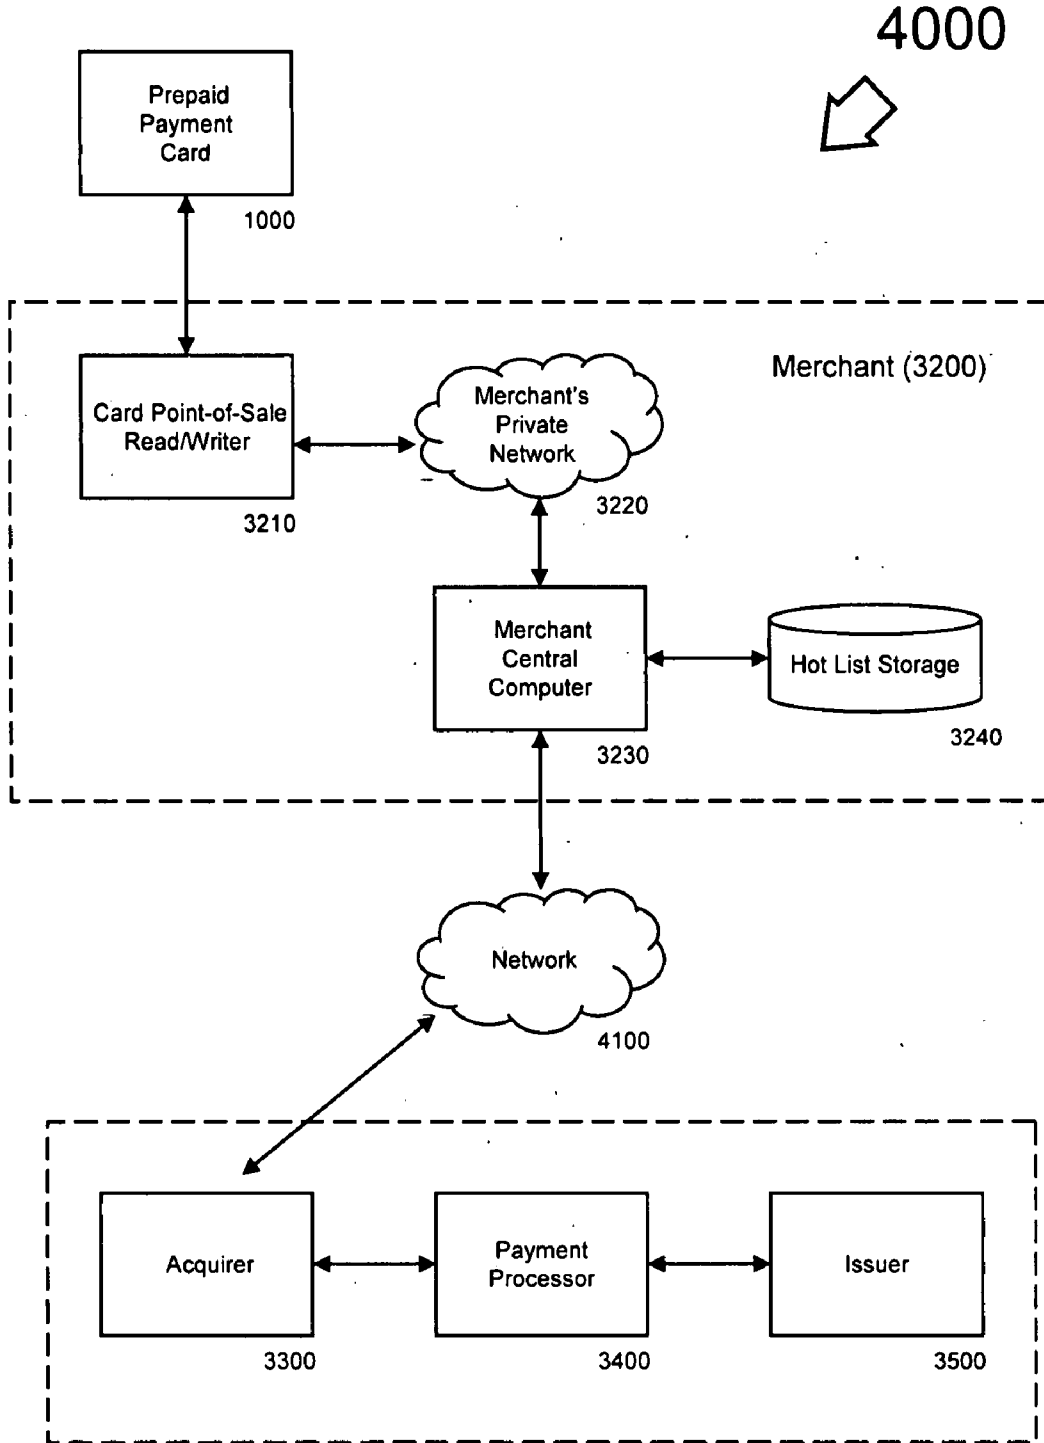 4000
Prepaid
Payment
Card
1000
Merchant (3200)
Card Point-of-Sale
Read/Writer
3210
Merchant's
Private
Network
3220
Merchant
Central
Computer
3230
Hot List Storage
3240
Network
4100
Acquirer
3300
Payment
Processor
3400
Issuer
3500